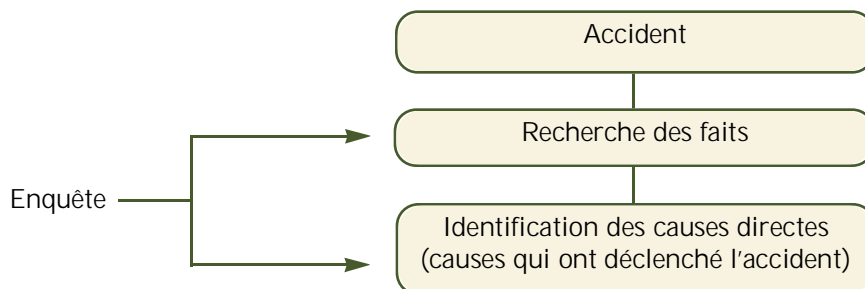 Accident
Recherche des faits
Enquête
Identification des causes directes
(causes qui ont déclenché l'accident)